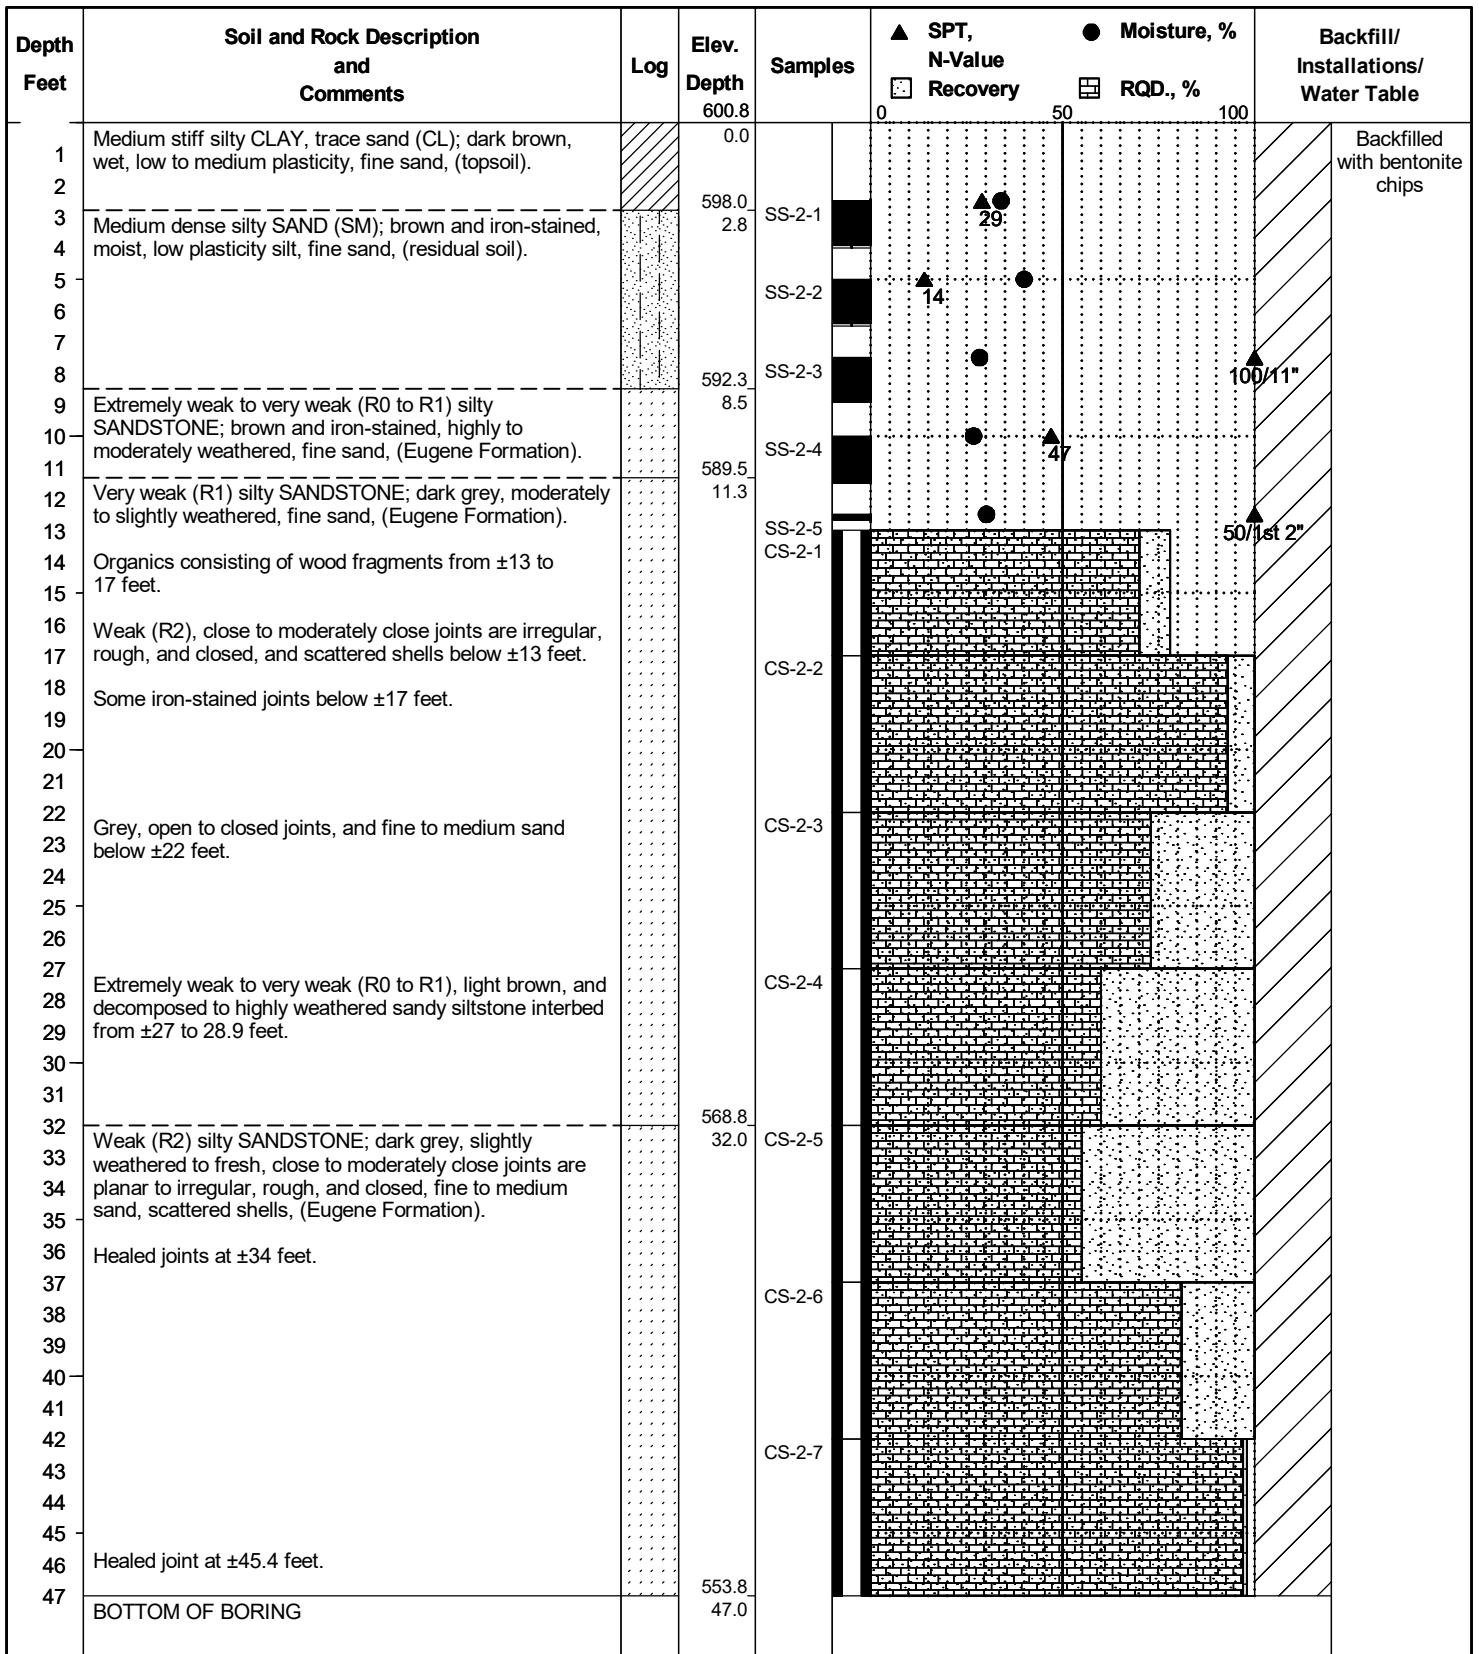 Depth
Feet
Soil and Rock Description
and
Comments
Log
Elev.
Depth
600.8
Samples
SPT,
N-Value
Moisture, %
Recovery
RQD., %
0
50
100
Backfill/
Installations/
Water Table
0.0
Medium stiff silty CLAY, trace sand (CL); dark brown,
wet, low to medium plasticity, fine sand, (topsoil).
Backfilled
with bentonite
chips
1
2
598.0
2.8
SS-2-1
29
3
Medium dense silty SAND (SM); brown and iron-stained,
moist, low plasticity silt, fine sand, (residual soil).
4
5
SS-2-2
14
6
7
8
SS-2-3
100/11"
592.3
8.5
9
Extremely weak to very weak (R0 to R1) silty
SANDSTONE; brown and iron-stained, highly to
moderately weathered, fine sand, (Eugene Formation).
10
SS-2-4
47
11
589.5
11.3
12
Very weak (R1) silty SANDSTONE; dark grey, moderately
to slightly weathered, fine sand, (Eugene Formation).
13
SS-2-5
50/1st 2"
CS-2-1
14
Organics consisting of wood fragments from ±13 to
17 feet.
15
16
Weak (R2), close to moderately close joints are irregular,
rough, and closed, and scattered shells below ±13 feet.
17
CS-2-2
18
Some iron-stained joints below ±17 feet.
19
20
21
22
Grey, open to closed joints, and fine to medium sand
below ±22 feet.
CS-2-3
23
24
25
26
27
CS-2-4
Extremely weak to very weak (R0 to R1), light brown, and
decomposed to highly weathered sandy siltstone interbed
from ±27 to 28.9 feet.
28
29
30
31
568.8
32.0
32
CS-2-5
Weak (R2) silty SANDSTONE; dark grey, slightly
weathered to fresh, close to moderately close joints are
planar to irregular, rough, and closed, fine to medium
sand, scattered shells, (Eugene Formation).
33
34
35
36
Healed joints at ±34 feet.
37
CS-2-6
38
39
40
41
42
CS-2-7
43
44
45
46
Healed joint at ±45.4 feet.
47
553.8
47.0
BOTTOM OF BORING